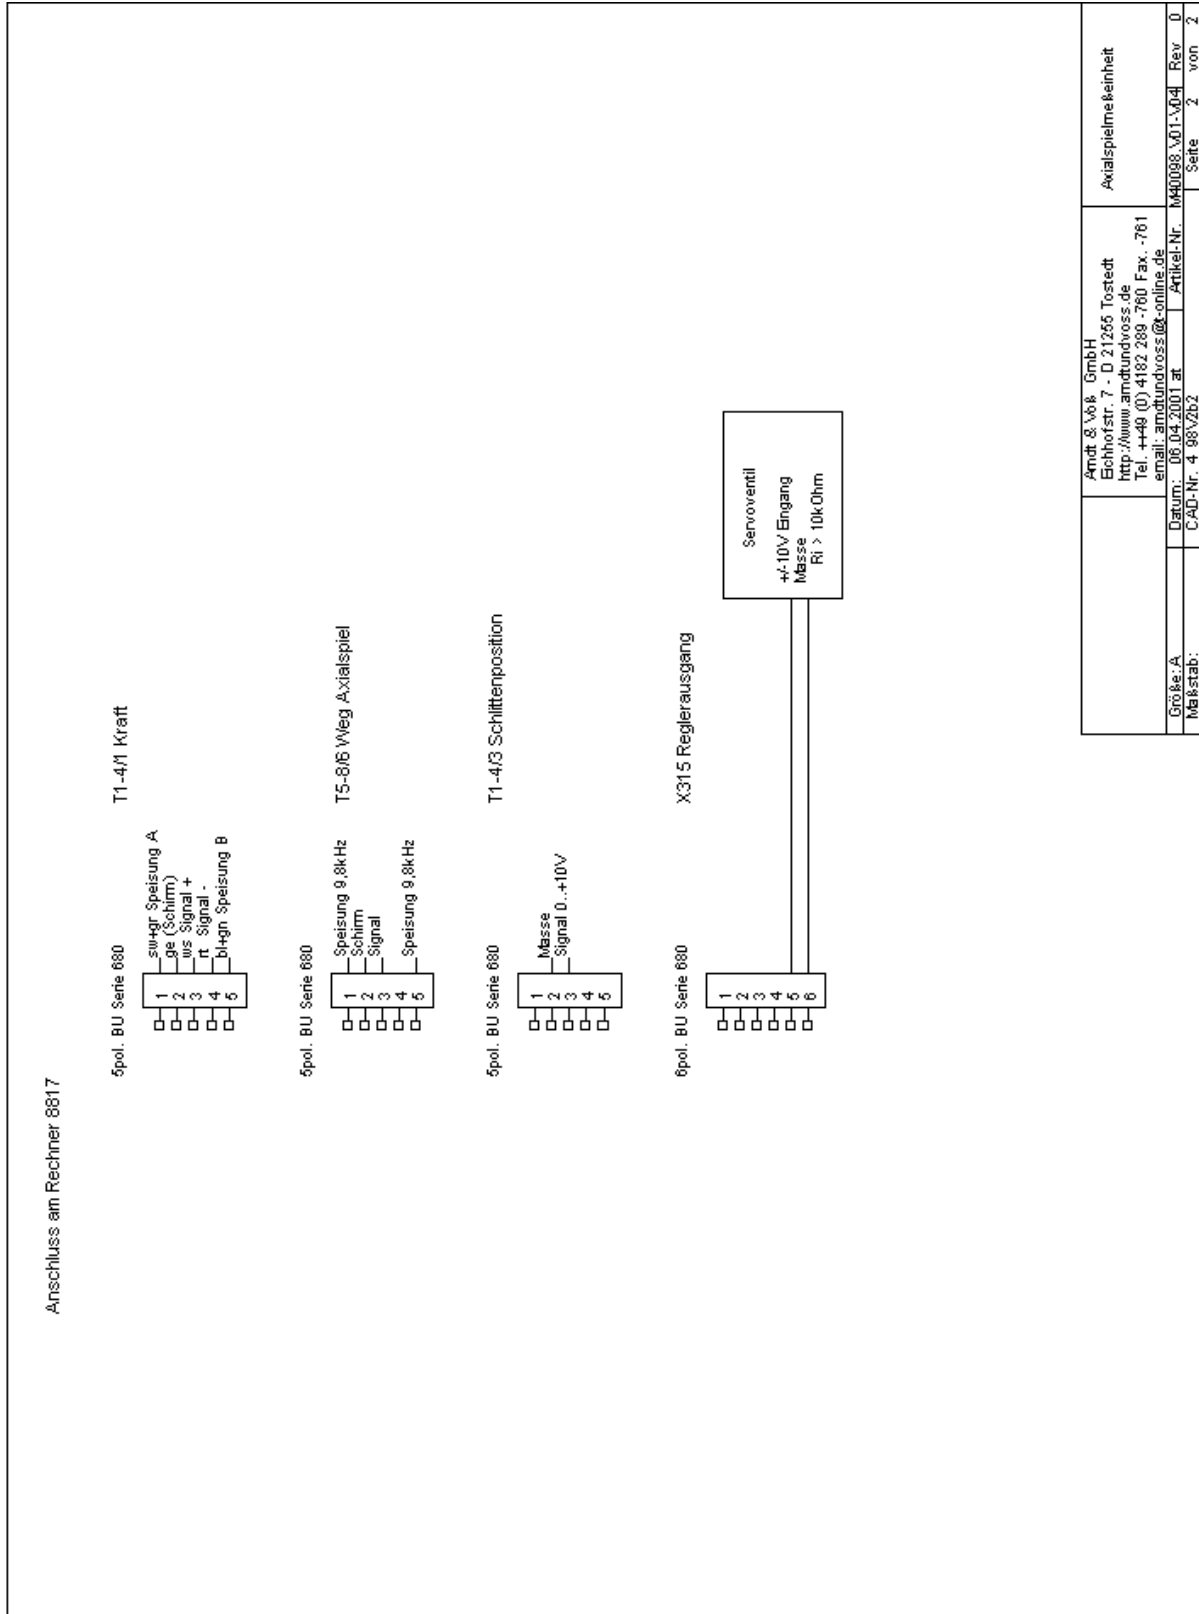 Anschluss am Rechner 8817
5pol. BU Serie 680
T1-4/1 Kraft
1
2
3
4
5
sw+gr Speisung A
ge (Schirm)
ws Signal +
rt Signal -
bl+gn Speisung B
5pol. BU Serie 680
T5-8/6 Weg Axialspiel
1
2
3
4
5
Speisung 9,8kHz
Schirm
Signal
Speisung 9,8kHz
5pol. BU Serie 680
T1-4/3 Schlittenposition
1
2
3
4
5
Masse
Signal 0..+10V
6pol. BU Serie 680
X315 Reglerausgang
1
2
3
4
5
6
Servoventil
+/-10V Eingang
Masse
Ri > 10kOhm
Arndt & Voß GmbH
Eichhofstr. 7 - D 21255 Tostedt
http://www.arndtundvoss.de
Tel. ++49 (0) 4182 289 -760 Fax. -761
email: arndtundvoss@t-online.de
Axialspielmeßeinheit
Größe: A
Datum: 06.04.2001 at
Artikel-Nr. M40098.V01-V04
Rev 0
Maßstab:
CAD-Nr. 4 98V2b2
Seite 2 von 2